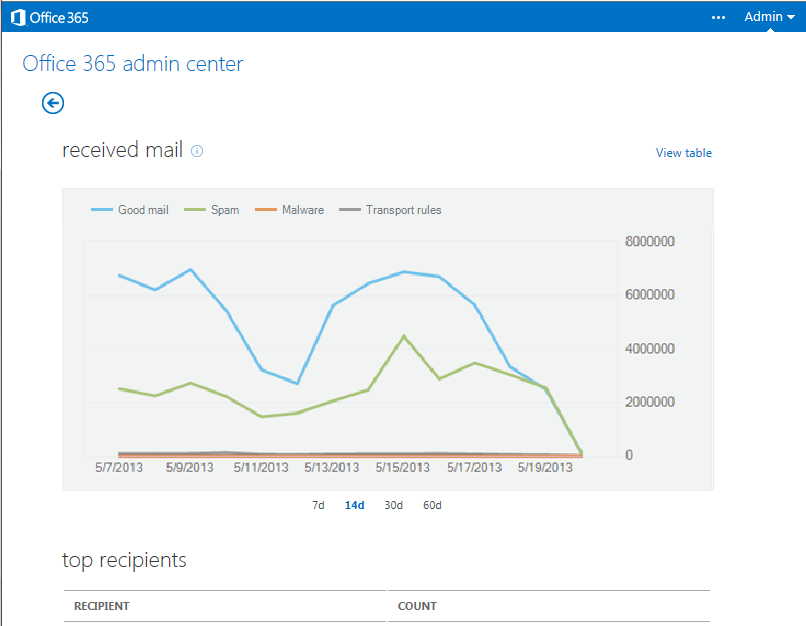 Office 365 ... Admin
Office 365 admin center
received mail
View table
Good mail Spam Malware Transport rules
8000000
6000000
4000000
2000000
0
5/7/2013 5/9/2013 5/11/2013 5/13/2013 5/15/2013 5/17/2013 5/19/2013
7d 14d 30d 60d
top recipients
RECIPIENT COUNT